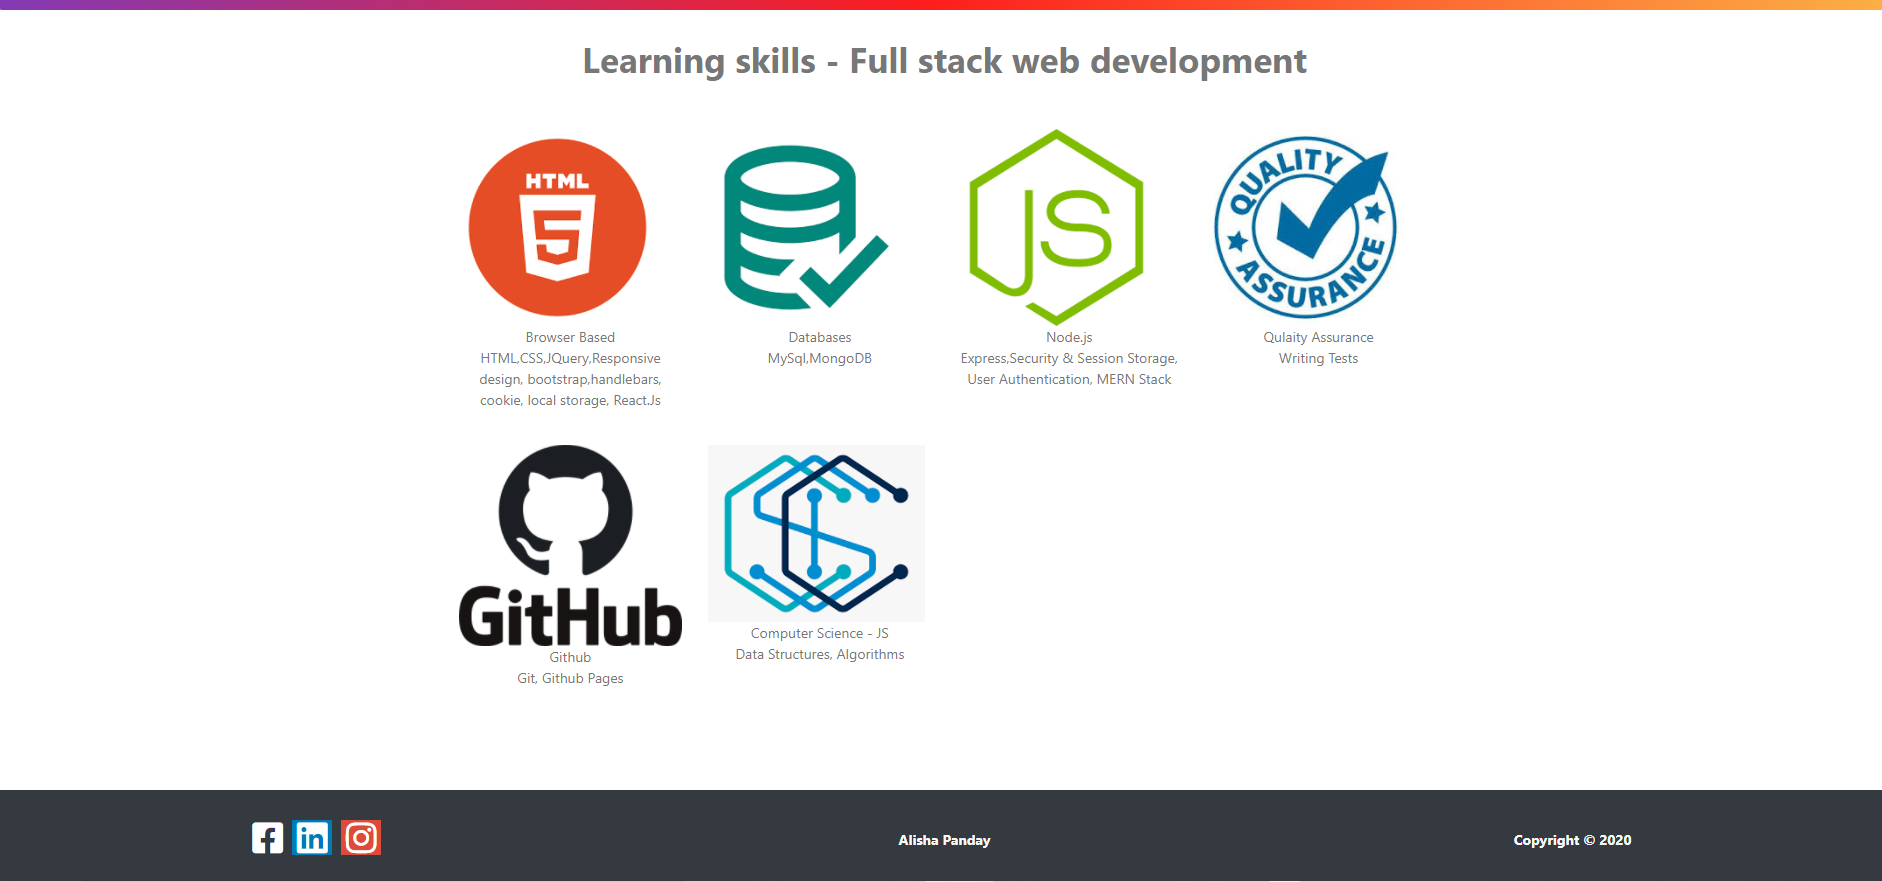 Learning skills - Full stack web development
HTML
5
JS
QUALITY
ASSURANCE
Browser Based
HTML,CSS,JQuery,Responsive
design, bootstrap,handlebars,
cookie, local storage, React.Js
Databases
MySql,MongoDB
Node.js
Express,Security & Session Storage,
User Authentication, MERN Stack
Qulaity Assurance
Writing Tests
GitHub
Github
Git, Github Pages
Computer Science - JS
Data Structures, Algorithms
f
in
Alisha Panday
Copyright © 2020